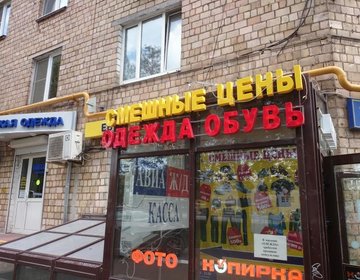 СМЕШНЫЕ ЦЕНЫ
ОДЕЖДА ОБУВЬ
ОДЕЖДА
АВИА Ж/Д
КАССА
СМЕШНЫЕ ЦЕНЫ
ФОТО
КОПИРКА